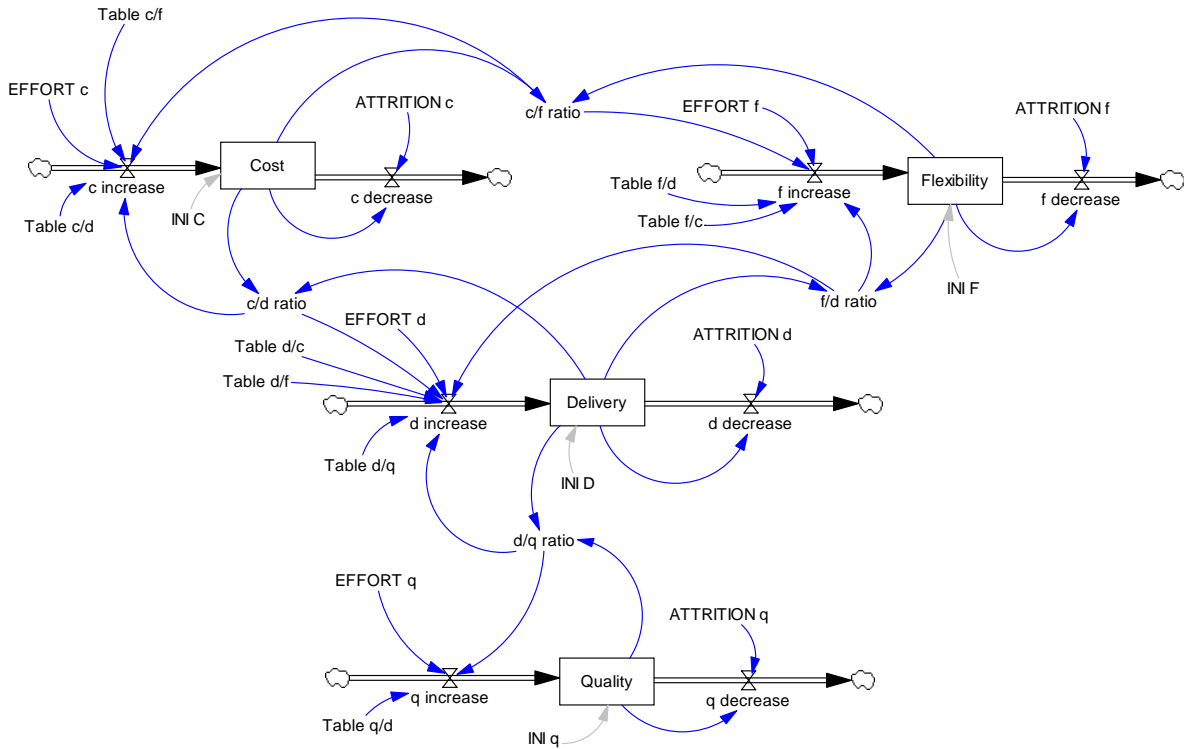 Table c/f
EFFORT c
ATTRITION c
c/f ratio
EFFORT f
ATTRITION f
Cost
c increase
c decrease
Flexibility
f increase
f decrease
Table f/d
Table f/c
Table c/d
INI C
INI F
c/d ratio
f/d ratio
EFFORT d
ATTRITION d
Table d/c
Table d/f
Delivery
d increase
d decrease
Table d/q
INI D
d/q ratio
EFFORT q
ATTRITION q
Quality
q increase
q decrease
Table q/d
INI q